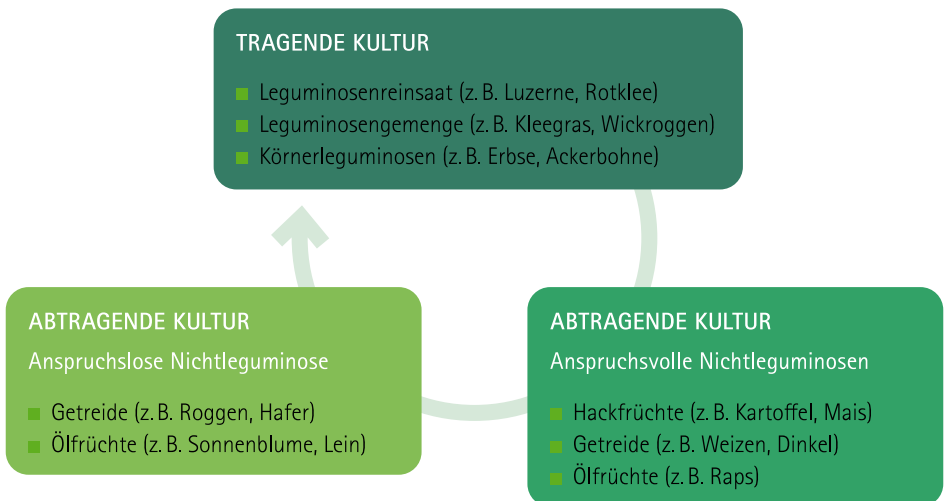 TRAGENDE KULTUR
Leguminosenreinsaat (z. B. Luzerne, Rotklee)
Leguminosengemenge (z. B. Kleegras, Wickroggen)
Körnerleguminosen (z. B. Erbse, Ackerbohne)
ABTRAGENDE KULTUR
Anspruchslose Nichtleguminose
Getreide (z. B. Roggen, Hafer)
Ölfrüchte (z. B. Sonnenblume, Lein)
ABTRAGENDE KULTUR
Anspruchsvolle Nichtleguminosen
Hackfrüchte (z. B. Kartoffel, Mais)
Getreide (z. B. Weizen, Dinkel)
Ölfrüchte (z. B. Raps)